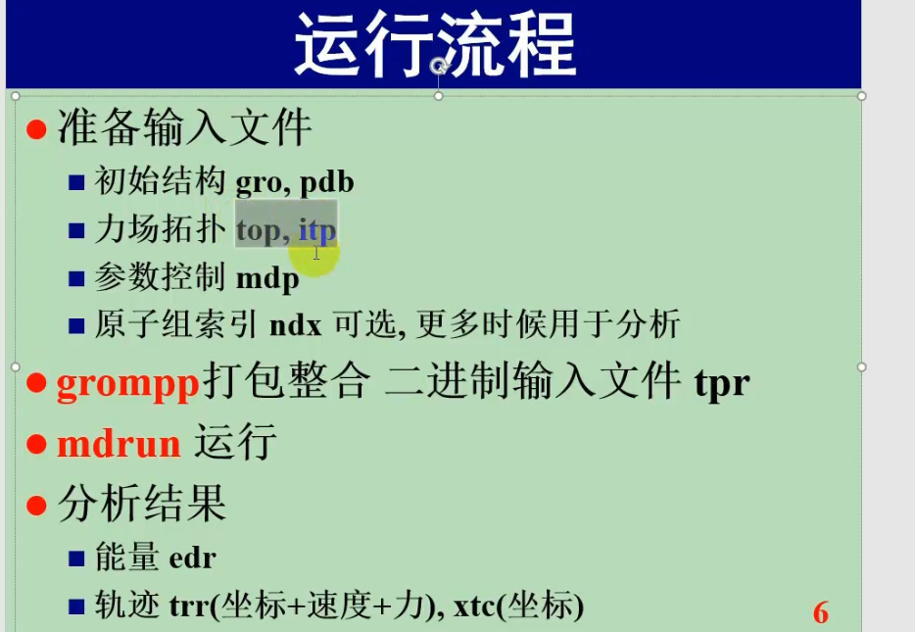 运行流程
准备输入文件
初始结构 gro, pdb
力场拓扑 top, itp
参数控制 mdp
原子组索引 ndx 可选, 更多时候用于分析
grompp打包整合 二进制输入文件 tpr
mdrun 运行
分析结果
能量 edr
轨迹 trr(坐标+速度+力), xtc(坐标)
6